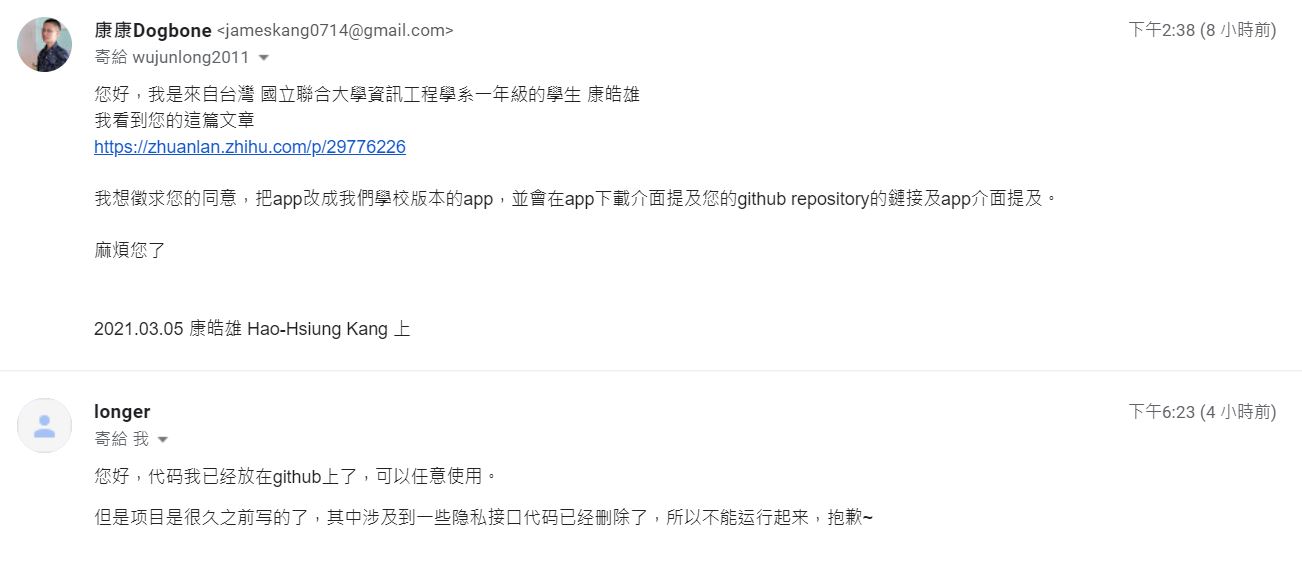 康康Dogbone <jameskang0714@gmail.com> 下午2:38 (8 小時前)
寄給 wujunlong2011
您好，我是來自台灣 國立聯合大學資訊工程學系一年級的學生 康皓雄
我看到您的這篇文章
https://zhuanlan.zhihu.com/p/29776226
我想徵求您的同意，把app改成我們學校版本的app，並會在app下載介面提及您的github repository的鏈接及app介面提及。
麻煩您了
2021.03.05 康皓雄 Hao-Hsiung Kang 上
longer 下午6:23 (4 小時前)
寄給 我
您好，代码我已经放在github上了，可以任意使用。
但是项目是很久之前写的了，其中涉及到一些隐私接口代码已经删除了，所以不能运行起来，抱歉~